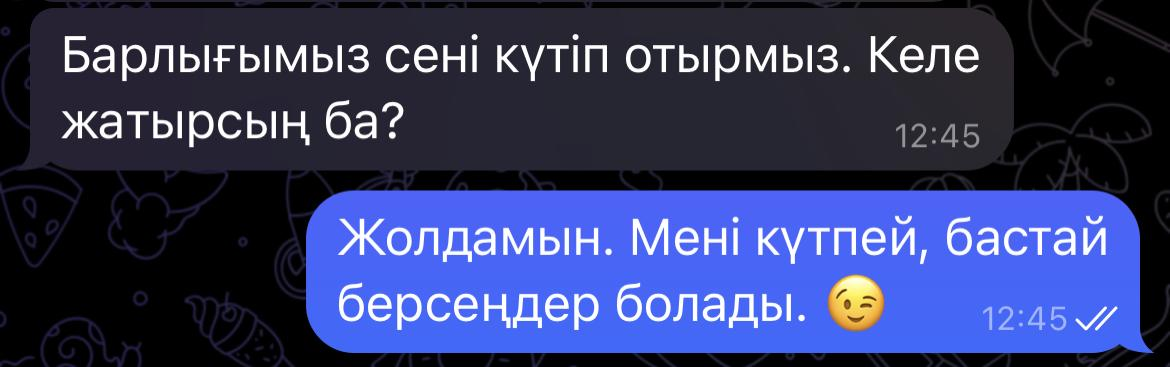 Барлығымыз сені күтіп отырмыз. Келе
жатырсың ба?
12:45
Жолдамын. Мені күтпей, бастай
берсеңдер болады. 😉
12:45